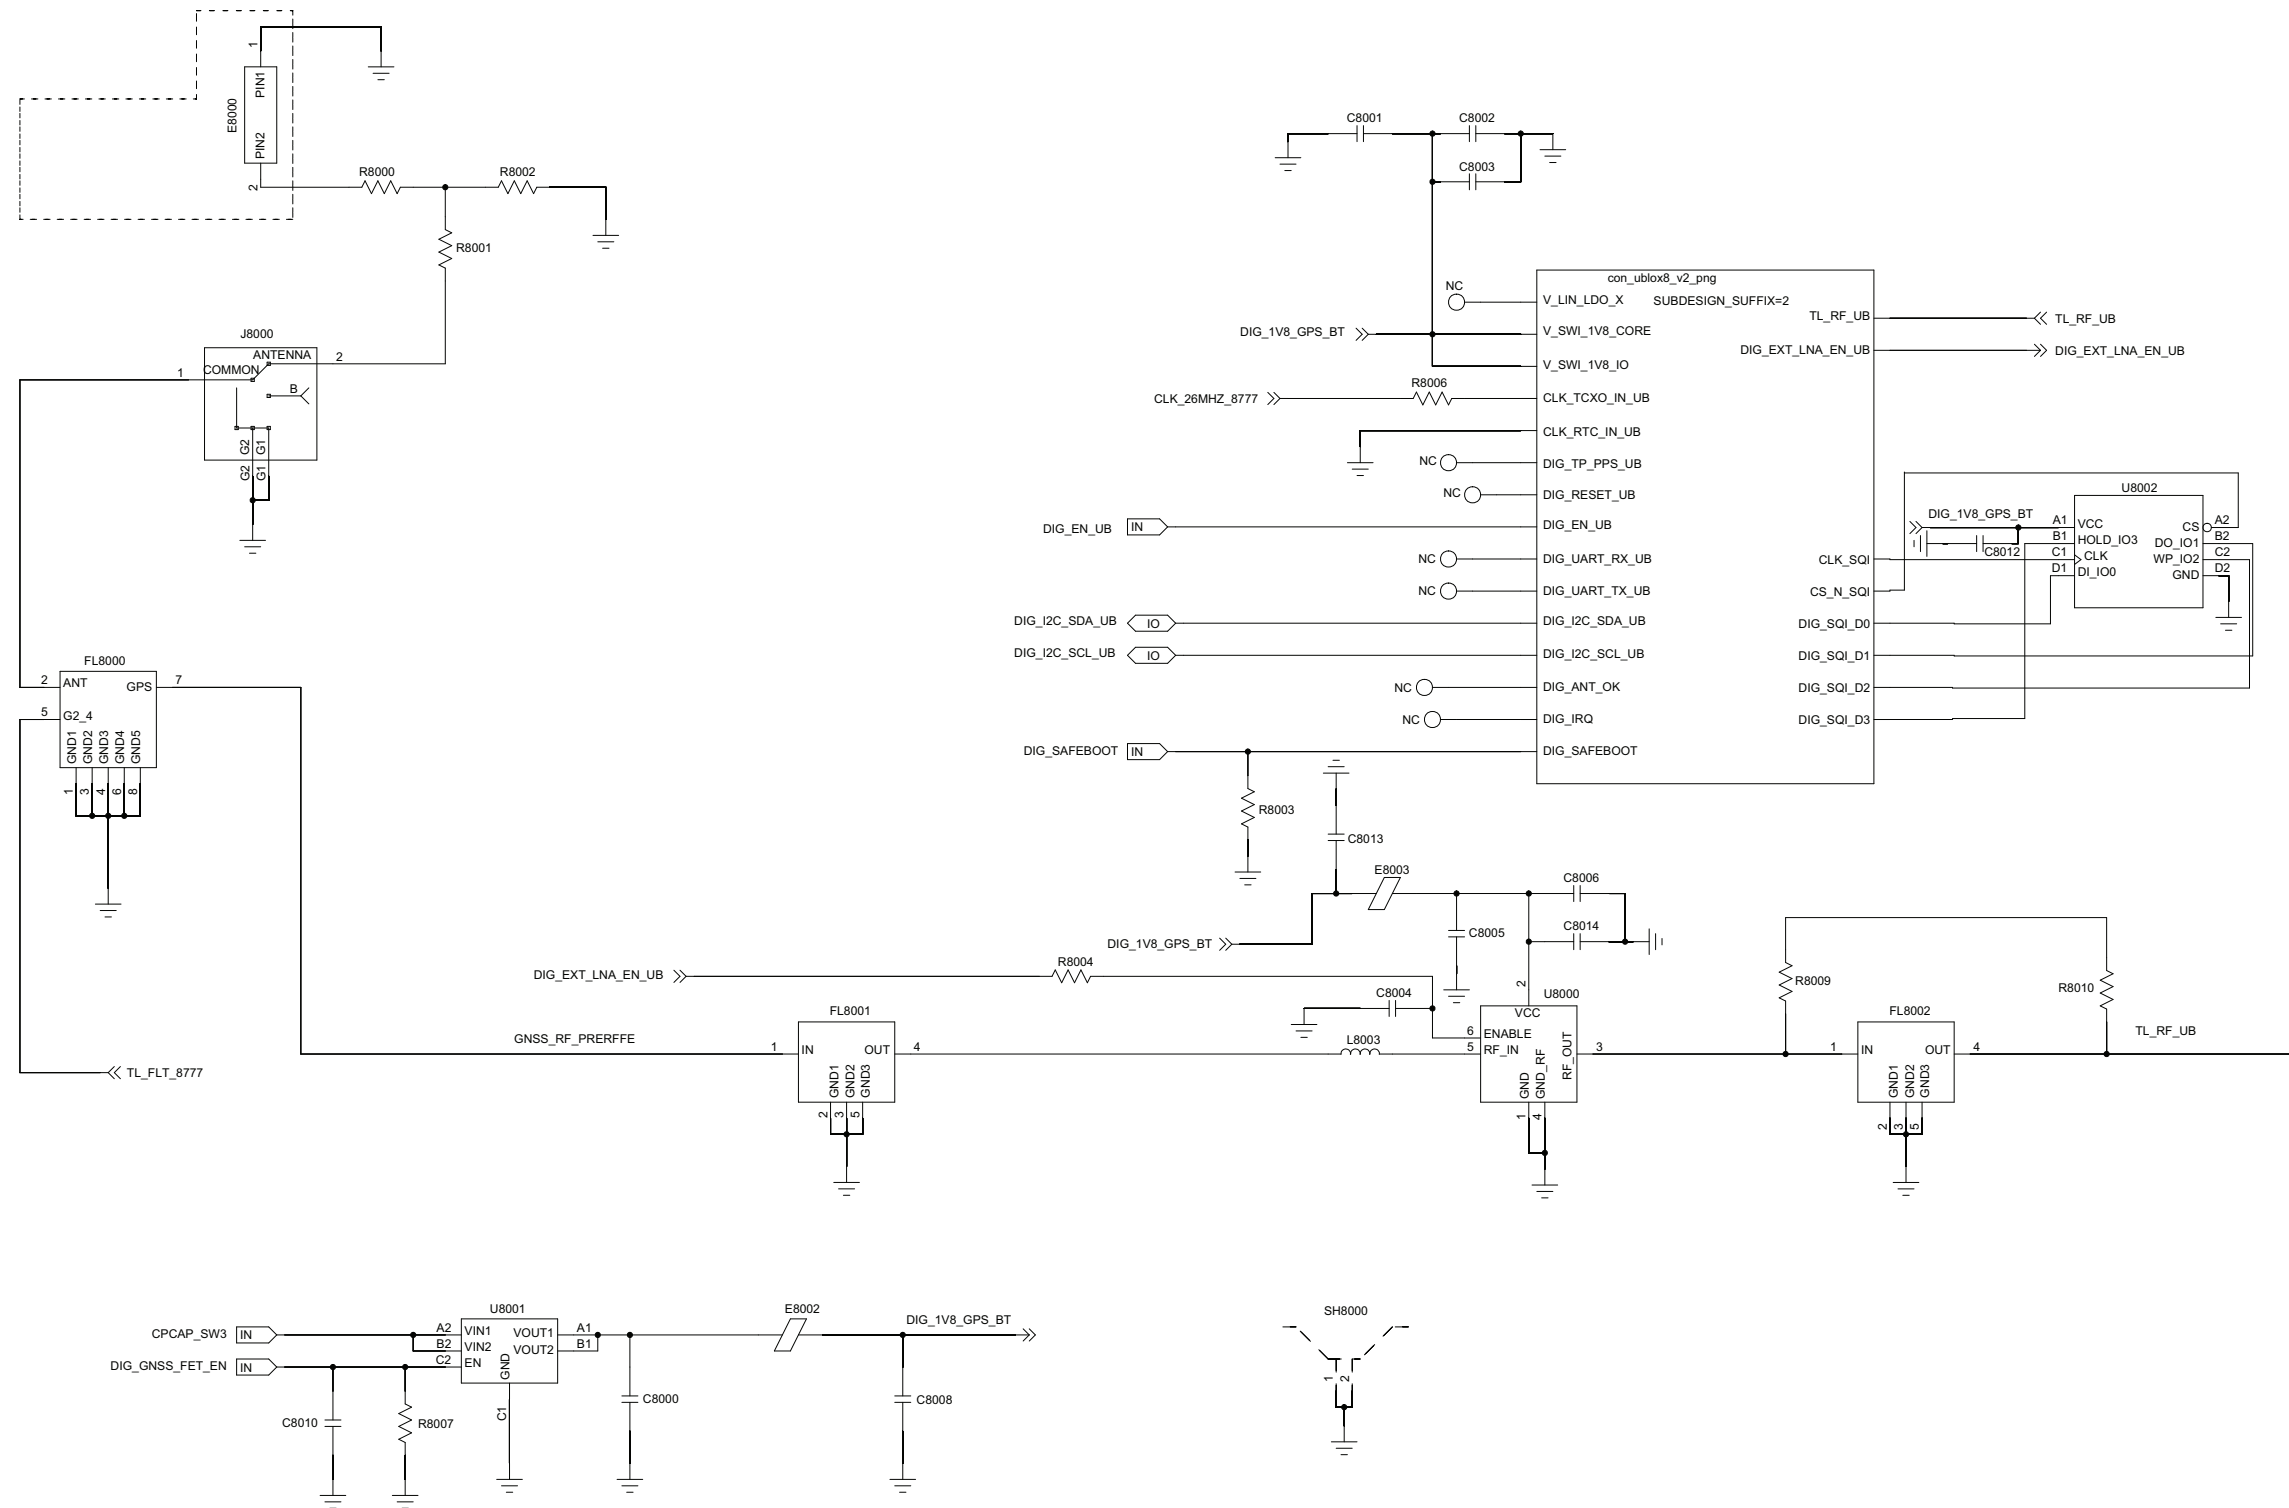 1
PIN1
E8000
PIN2
2
R8000
R8002
R8001
J8000
ANTENNA
2
COMMON
1
B
G2
G1
G2
G1
FL8000
2
ANT
GPS
7
5
G2_4
GND1
GND2
GND3
GND4
GND5
1
3
4
6
8
TL_FLT_8777
C8001
C8002
C8003
con_ublox8_v2_png
SUBDESIGN_SUFFIX=2
NC
V_LIN_LDO_X
DIG_1V8_GPS_BT
V_SWI_1V8_CORE
V_SWI_1V8_IO
R8006
CLK_26MHZ_8777
CLK_TCXO_IN_UB
CLK_RTC_IN_UB
NC
DIG_TP_PPS_UB
NC
DIG_RESET_UB
DIG_EN_UB
IN
DIG_EN_UB
NC
DIG_UART_RX_UB
NC
DIG_UART_TX_UB
DIG_I2C_SDA_UB
IO
DIG_I2C_SDA_UB
DIG_I2C_SCL_UB
IO
DIG_I2C_SCL_UB
NC
DIG_ANT_OK
NC
DIG_IRQ
DIG_SAFEBOOT
IN
DIG_SAFEBOOT
TL_RF_UB
TL_RF_UB
DIG_EXT_LNA_EN_UB
DIG_EXT_LNA_EN_UB
CLK_SQI
CS_N_SQI
DIG_SQI_D0
DIG_SQI_D1
DIG_SQI_D2
DIG_SQI_D3
U8002
DIG_1V8_GPS_BT
C8012
A1
VCC
CS
A2
B1
HOLD_IO3
DO_IO1
B2
C1
CLK
WP_IO2
C2
D1
DI_IO0
GND
D2
R8003
C8013
E8003
C8006
C8005
C8014
DIG_1V8_GPS_BT
DIG_EXT_LNA_EN_UB
R8004
C8004
2
U8000
VCC
6
ENABLE
5
RF_IN
RF_OUT
3
GND
GND_RF
1
4
L8003
GNSS_RF_PRERFFE
FL8001
1
IN
OUT
4
GND1
GND2
GND3
2
3
5
R8009
R8010
FL8002
1
IN
OUT
4
GND1
GND2
GND3
2
3
5
TL_RF_UB
U8001
CPCAP_SW3
IN
A2
VIN1
VOUT1
A1
B2
VIN2
VOUT2
B1
DIG_GNSS_FET_EN
IN
C2
EN
GND
C1
C8010
R8007
C8000
E8002
DIG_1V8_GPS_BT
C8008
SH8000
1
2